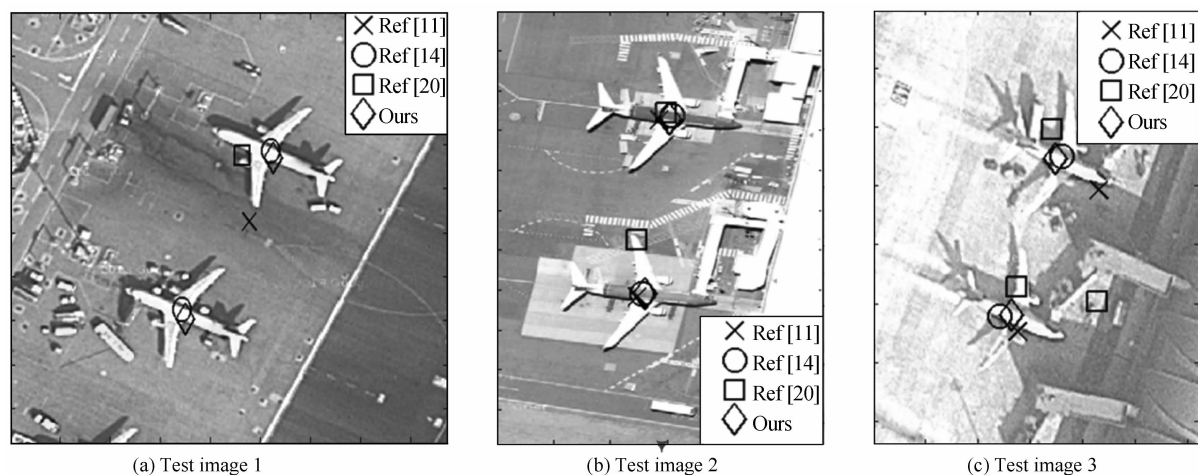 Ref [11]
Ref [14]
Ref [20]
Ours
Ref [11]
Ref [14]
Ref [20]
Ours
Ref [11]
Ref [14]
Ref [20]
Ours
(a) Test image 1
(b) Test image 2
(c) Test image 3